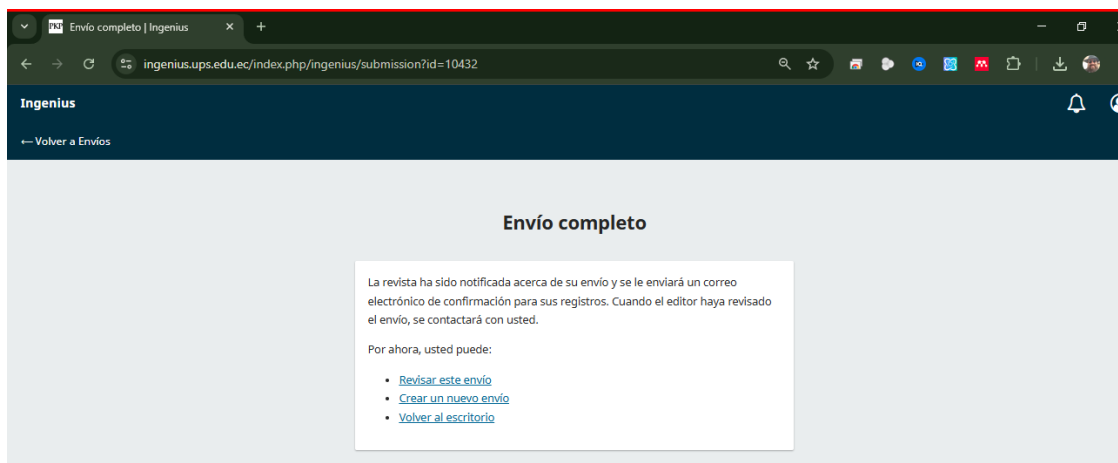 PKP Envío completo | Ingenius
ingenius.ups.edu.ec/index.php/ingenius/submission?id=10432
Ingenius
← Volver a Envíos
Envío completo
La revista ha sido notificada acerca de su envío y se le enviará un correo
electrónico de confirmación para sus registros. Cuando el editor haya revisado
el envío, se contactará con usted.
Por ahora, usted puede:
• Revisar este envío
• Crear un nuevo envío
• Volver al escritorio